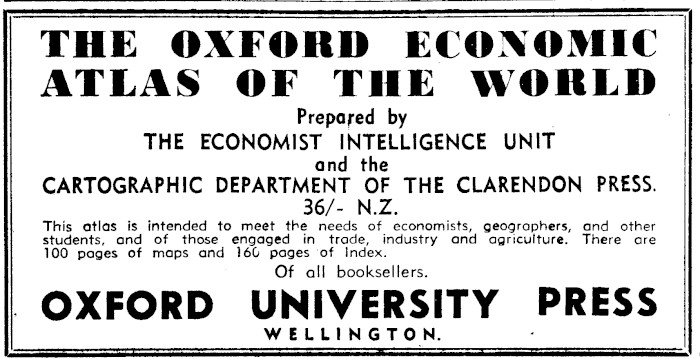 THE OXFORD ECONOMIC
ATLAS OF THE WORLD
Prepared by
THE ECONOMIST INTELLIGENCE UNIT
and the
CARTOGRAPHIC DEPARTMENT OF THE CLARENDON PRESS.
36/- N.Z.
This atlas is intended to meet the needs of economists, geographers, and other
students, and of those engaged in trade, industry and agriculture. There are
100 pages of maps and 160 pages of Index.
Of all booksellers.
OXFORD UNIVERSITY PRESS
WELLINGTON.